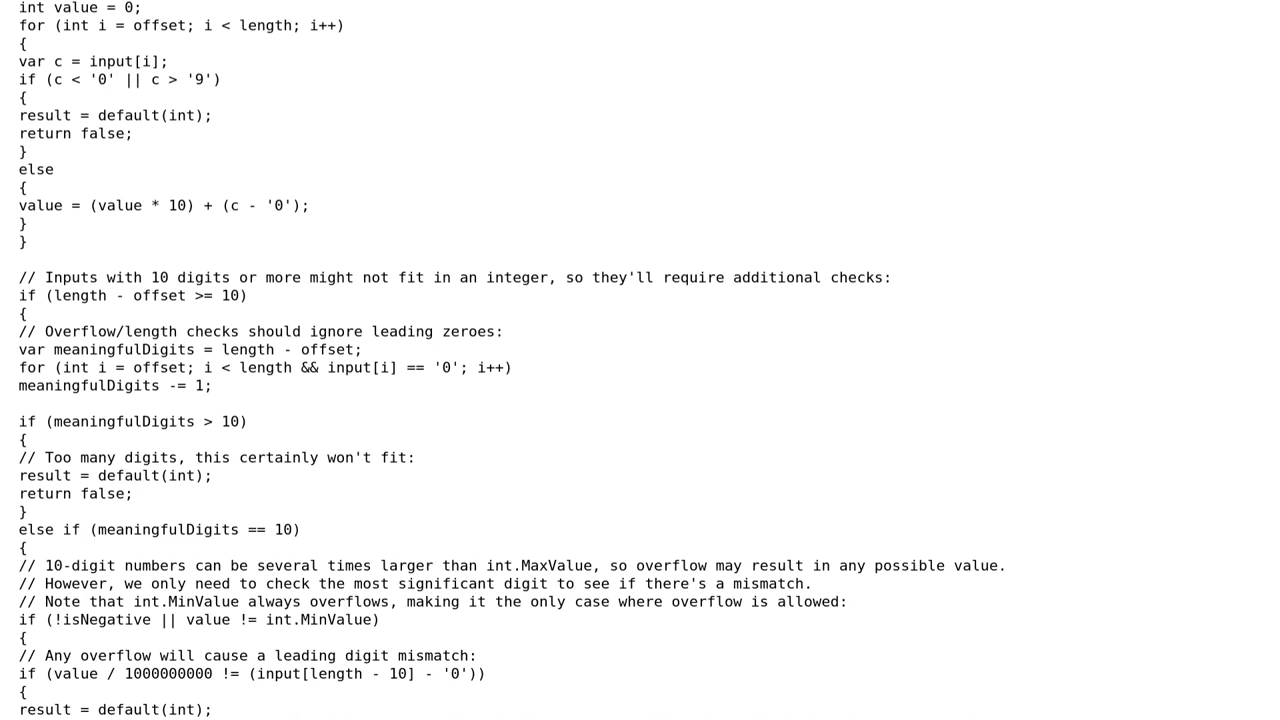 int value = 0;
for (int i = offset; i < length; i++)
{
var c = input[i];
if (c < '0' || c > '9')
{
result = default(int);
return false;
}
else
{
value = (value * 10) + (c - '0');
}
}

// Inputs with 10 digits or more might not fit in an integer, so they'll require additional checks:
if (length - offset >= 10)
{
// Overflow/length checks should ignore leading zeroes:
var meaningfulDigits = length - offset;
for (int i = offset; i < length && input[i] == '0'; i++)
meaningfulDigits -= 1;

if (meaningfulDigits > 10)
{
// Too many digits, this certainly won't fit:
result = default(int);
return false;
}
else if (meaningfulDigits == 10)
{
// 10-digit numbers can be several times larger than int.MaxValue, so overflow may result in any possible value.
// However, we only need to check the most significant digit to see if there's a mismatch.
// Note that int.MinValue always overflows, making it the only case where overflow is allowed:
if (!isNegative || value != int.MinValue)
{
// Any overflow will cause a leading digit mismatch:
if (value / 1000000000 != (input[length - 10] - '0'))
{
result = default(int);